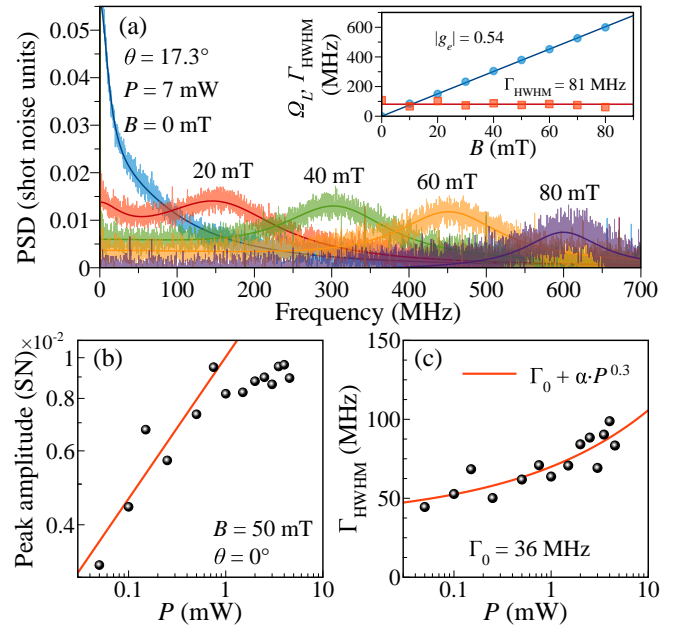 (a)
θ = 17.3°
P = 7 mW
B = 0 mT
20 mT
40 mT
60 mT
80 mT
PSD (shot noise units)
0.05
0.04
0.03
0.02
0.01
0
0
100
200
300
400
500
600
700
Frequency (MHz)
|gₑ| = 0.54
Γ_HWHM = 81 MHz
Ω_L, Γ_HWHM
(MHz)
600
400
200
0
0
20
40
60
80
B (mT)
(b)
×10⁻²
1
0.8
0.6
0.4
Peak amplitude (SN)
B = 50 mT
θ = 0°
0.1
1
10
P (mW)
(c)
Γ₀ + α·P^0.3
150
100
50
0
Γ_HWHM (MHz)
Γ₀ = 36 MHz
0.1
1
10
P (mW)